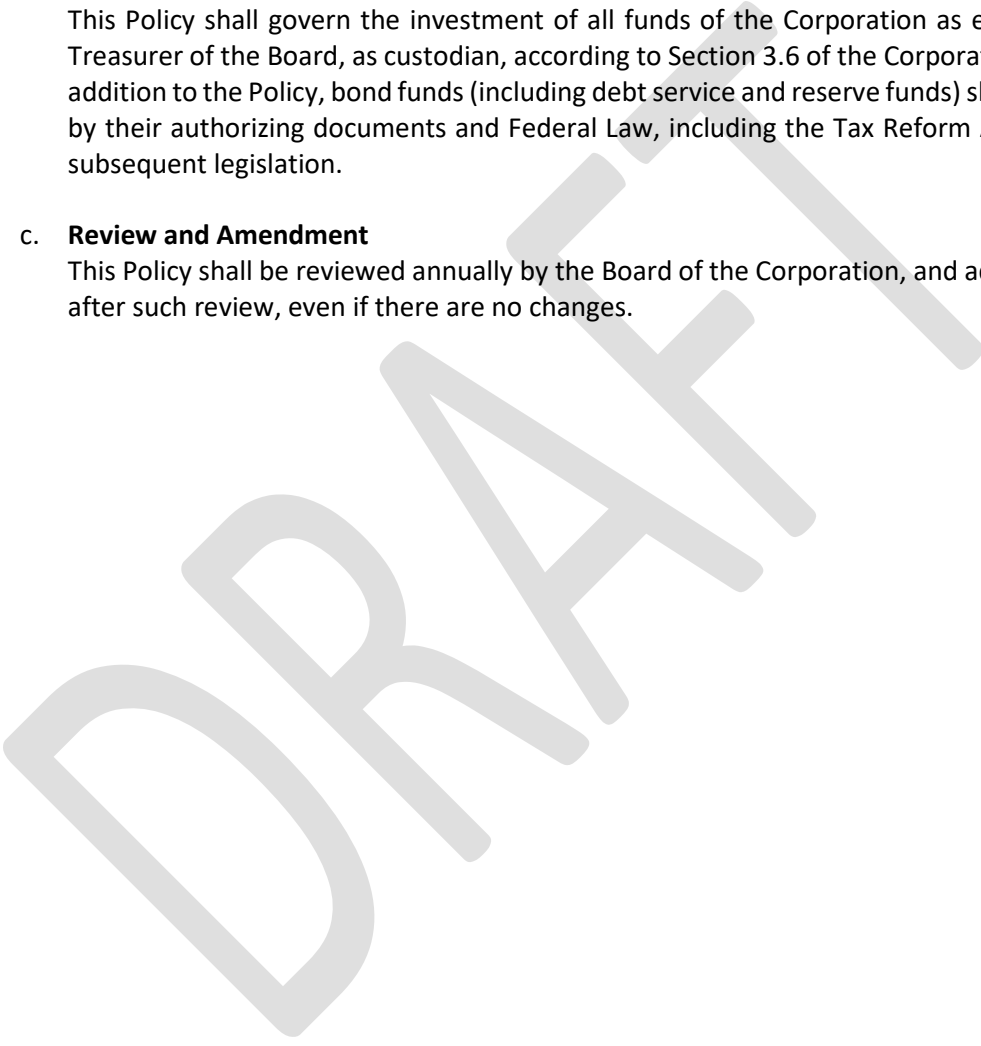 This Policy shall govern the investment of all funds of the Corporation as
Treasurer of the Board, as custodian, according to Section 3.6 of the
addition to the Policy, bond funds (including debt service and reserve funds)
by their authorizing documents and Federal Law, including the Tax Reform
subsequent legislation.
c. Review and Amendment
This Policy shall be reviewed annually by the Board of the Corporation, and
after such review, even if there are no changes.
DRAFT